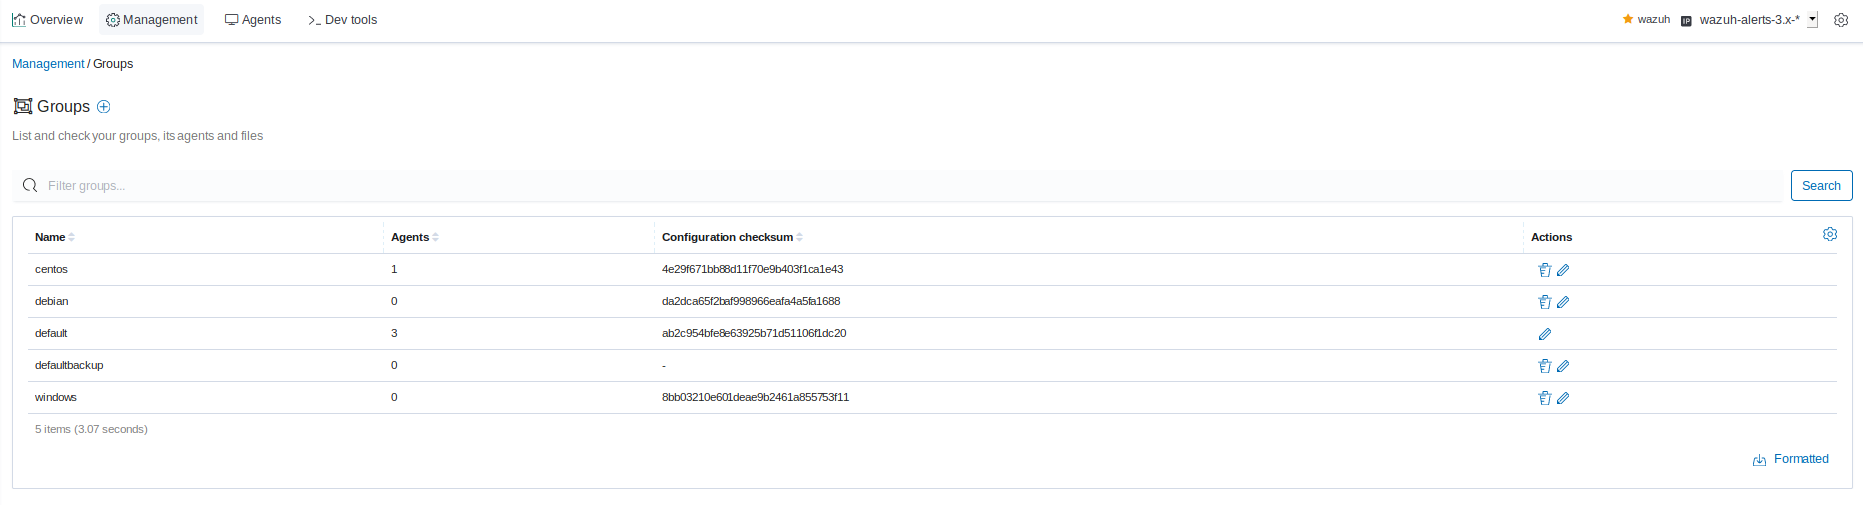 Overview Management Agents >_ Dev tools wazuh IP wazuh-alerts-3.x-*
Management / Groups
Groups
List and check your groups, its agents and files
Filter groups... Search
Name Agents Configuration checksum Actions
centos 1 4e29f671bb88d11f70e9b403f1ca1e43
debian 0 da2dca65f2baf998966eafa4a5fa1688
default 3 ab2c954bfe8e63925b71d51106f1dc20
defaultbackup 0 -
windows 0 8bb03210e601deae9b2461a855753f11
5 items (3.07 seconds)
Formatted